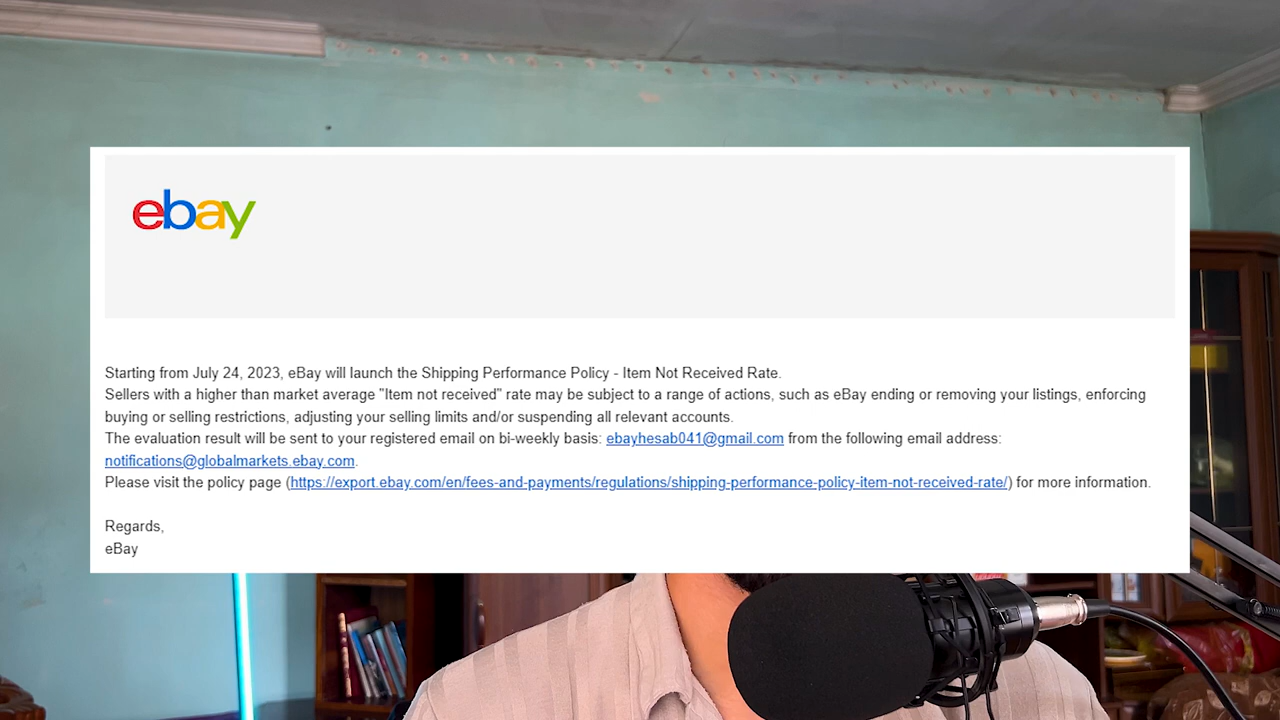 ebay
Starting from July 24, 2023, eBay will launch the Shipping Performance Policy - Item Not Received Rate.
Sellers with a higher than market average "Item not received" rate may be subject to a range of actions, such as eBay ending or removing your listings, enforcing
buying or selling restrictions, adjusting your selling limits and/or suspending all relevant accounts.
The evaluation result will be sent to your registered email on bi-weekly basis: ebayhesab041@gmail.com from the following email address:
notifications@globalmarkets.ebay.com.
Please visit the policy page (https://export.ebay.com/en/fees-and-payments/regulations/shipping-performance-policy-item-not-received-rate/) for more information.
Regards,
eBay